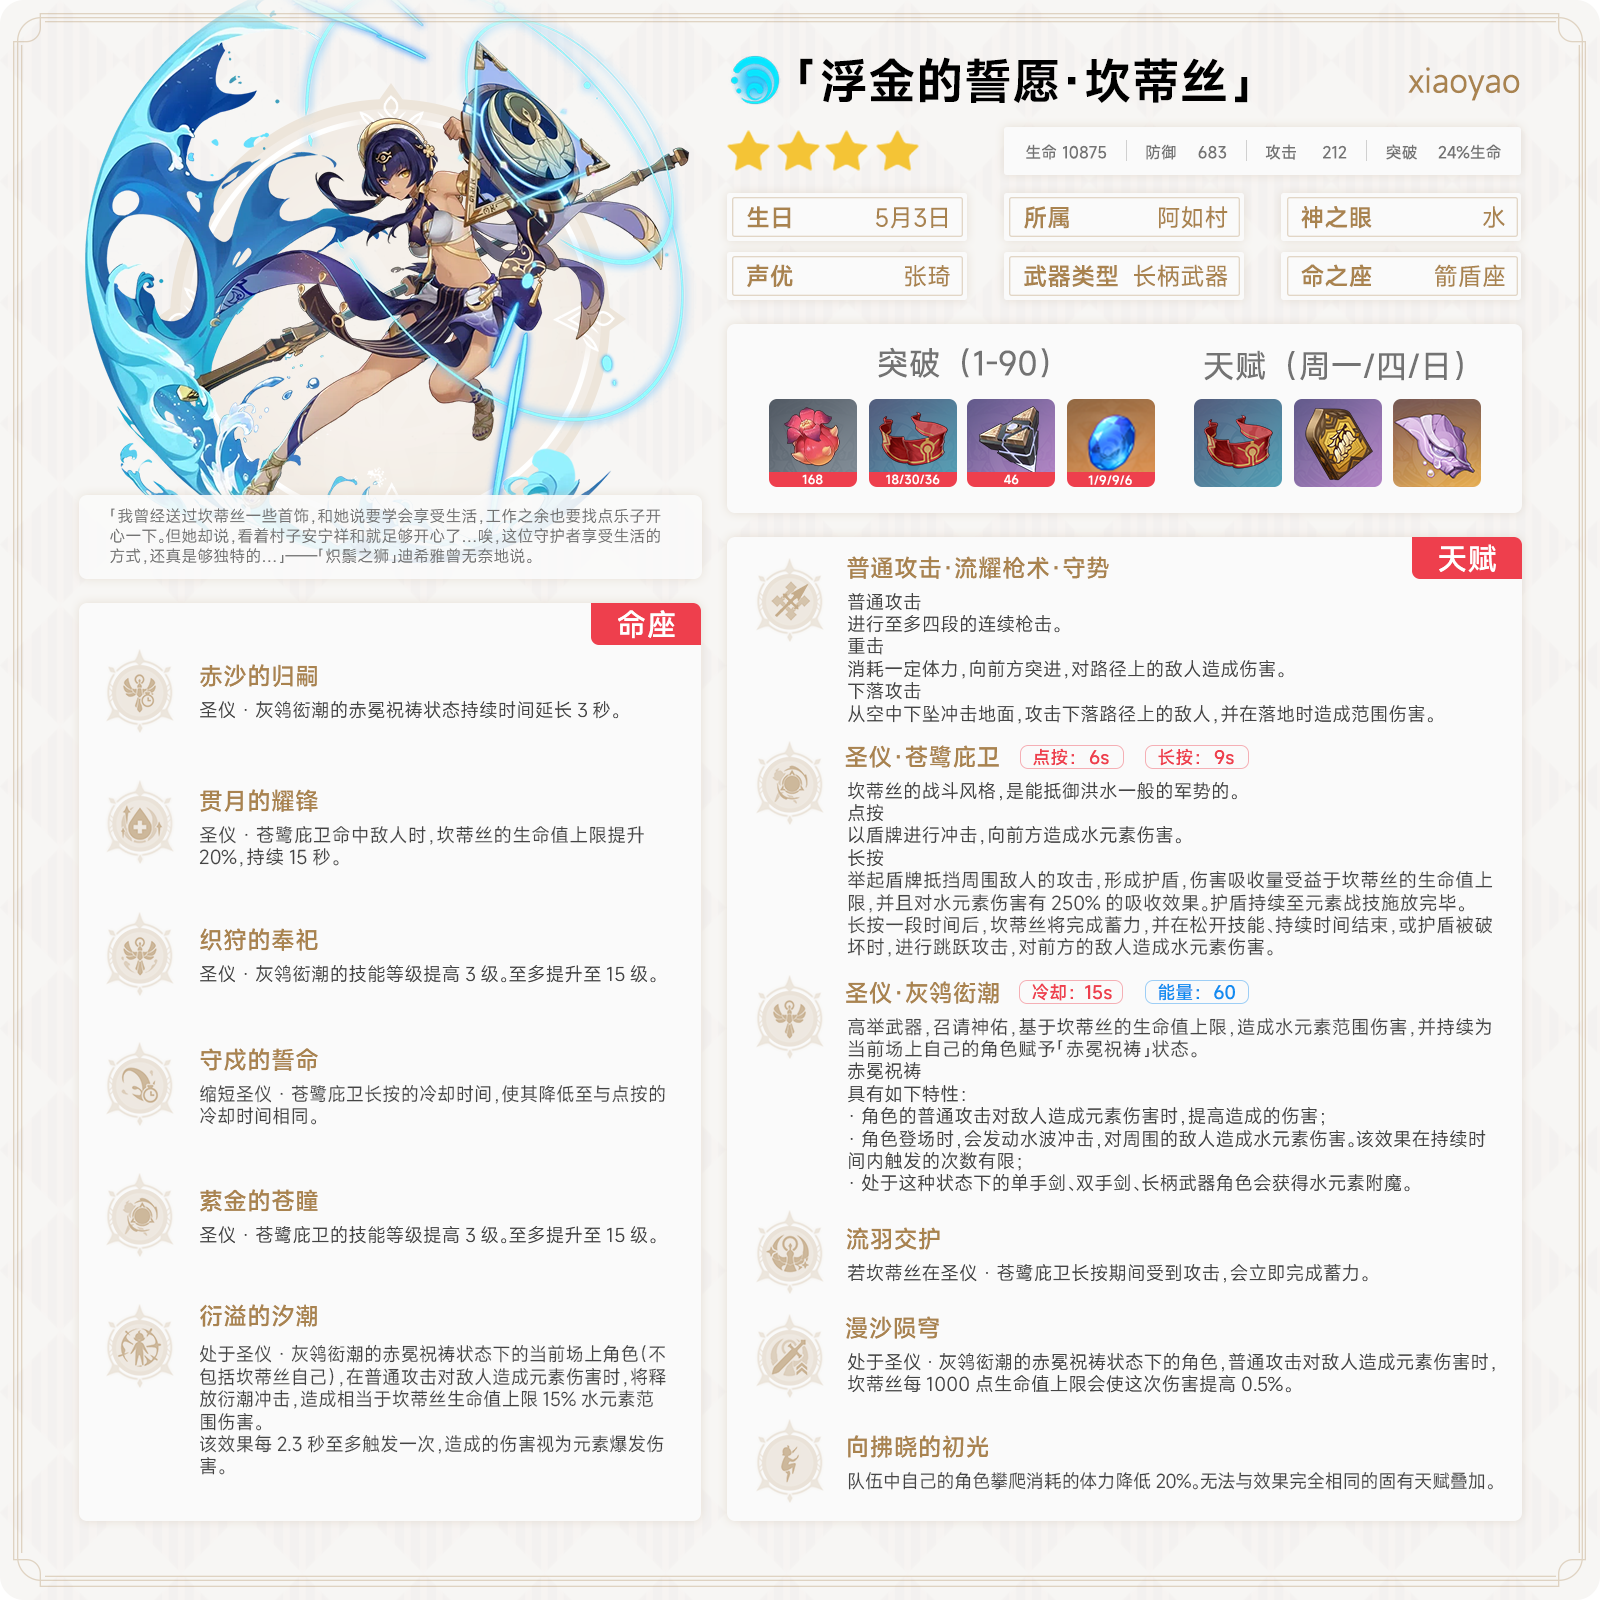 「浮金的誓愿·坎蒂丝」
xiaoyao
生命 10875 防御 683 攻击 212 突破 24%生命
生日 5月3日
所属 阿如村
神之眼 水
声优 张琦
武器类型 长柄武器
命之座 箭盾座
突破（1-90）
168
18/30/36
46
1/9/9/6
天赋（周一/四/日）
「我曾经送过坎蒂丝一些首饰,和她说要学会享受生活,工作之余也要找点乐子开
心一下。但她却说,看着村子安宁祥和就足够开心了…唉,这位守护者享受生活的
方式,还真是够独特的…」——「炽鬃之狮」迪希雅曾无奈地说。
命座
赤沙的归嗣
圣仪 · 灰鸰衒潮的赤冕祝祷状态持续时间延长 3 秒。
贯月的耀锋
圣仪 · 苍鹭庇卫命中敌人时,坎蒂丝的生命值上限提升
20%,持续 15 秒。
织狩的奉祀
圣仪 · 灰鸰衒潮的技能等级提高 3 级。至多提升至 15 级。
守戍的誓命
缩短圣仪 · 苍鹭庇卫长按的冷却时间,使其降低至与点按的
冷却时间相同。
萦金的苍瞳
圣仪 · 苍鹭庇卫的技能等级提高 3 级。至多提升至 15 级。
衍溢的汐潮
处于圣仪 · 灰鸰衒潮的赤冕祝祷状态下的当前场上角色(不
包括坎蒂丝自己),在普通攻击对敌人造成元素伤害时,将释
放衍潮冲击,造成相当于坎蒂丝生命值上限 15% 水元素范
围伤害。
该效果每 2.3 秒至多触发一次,造成的伤害视为元素爆发伤
害。
天赋
普通攻击·流耀枪术·守势
普通攻击
进行至多四段的连续枪击。
重击
消耗一定体力,向前方突进,对路径上的敌人造成伤害。
下落攻击
从空中下坠冲击地面,攻击下落路径上的敌人,并在落地时造成范围伤害。
圣仪·苍鹭庇卫 点按：6s 长按：9s
坎蒂丝的战斗风格,是能抵御洪水一般的军势的。
点按
以盾牌进行冲击,向前方造成水元素伤害。
长按
举起盾牌抵挡周围敌人的攻击,形成护盾,伤害吸收量受益于坎蒂丝的生命值上
限,并且对水元素伤害有 250% 的吸收效果。护盾持续至元素战技施放完毕。
长按一段时间后,坎蒂丝将完成蓄力,并在松开技能、持续时间结束,或护盾被破
坏时,进行跳跃攻击,对前方的敌人造成水元素伤害。
圣仪·灰鸰衒潮 冷却：15s 能量：60
高举武器,召请神佑,基于坎蒂丝的生命值上限,造成水元素范围伤害,并持续为
当前场上自己的角色赋予「赤冕祝祷」状态。
赤冕祝祷
具有如下特性:
· 角色的普通攻击对敌人造成元素伤害时,提高造成的伤害;
· 角色登场时,会发动水波冲击,对周围的敌人造成水元素伤害。该效果在持续时
间内触发的次数有限;
· 处于这种状态下的单手剑、双手剑、长柄武器角色会获得水元素附魔。
流羽交护
若坎蒂丝在圣仪 · 苍鹭庇卫长按期间受到攻击,会立即完成蓄力。
漫沙陨穹
处于圣仪 · 灰鸰衒潮的赤冕祝祷状态下的角色,普通攻击对敌人造成元素伤害时,
坎蒂丝每 1000 点生命值上限会使这次伤害提高 0.5%。
向拂晓的初光
队伍中自己的角色攀爬消耗的体力降低 20%。无法与效果完全相同的固有天赋叠加。